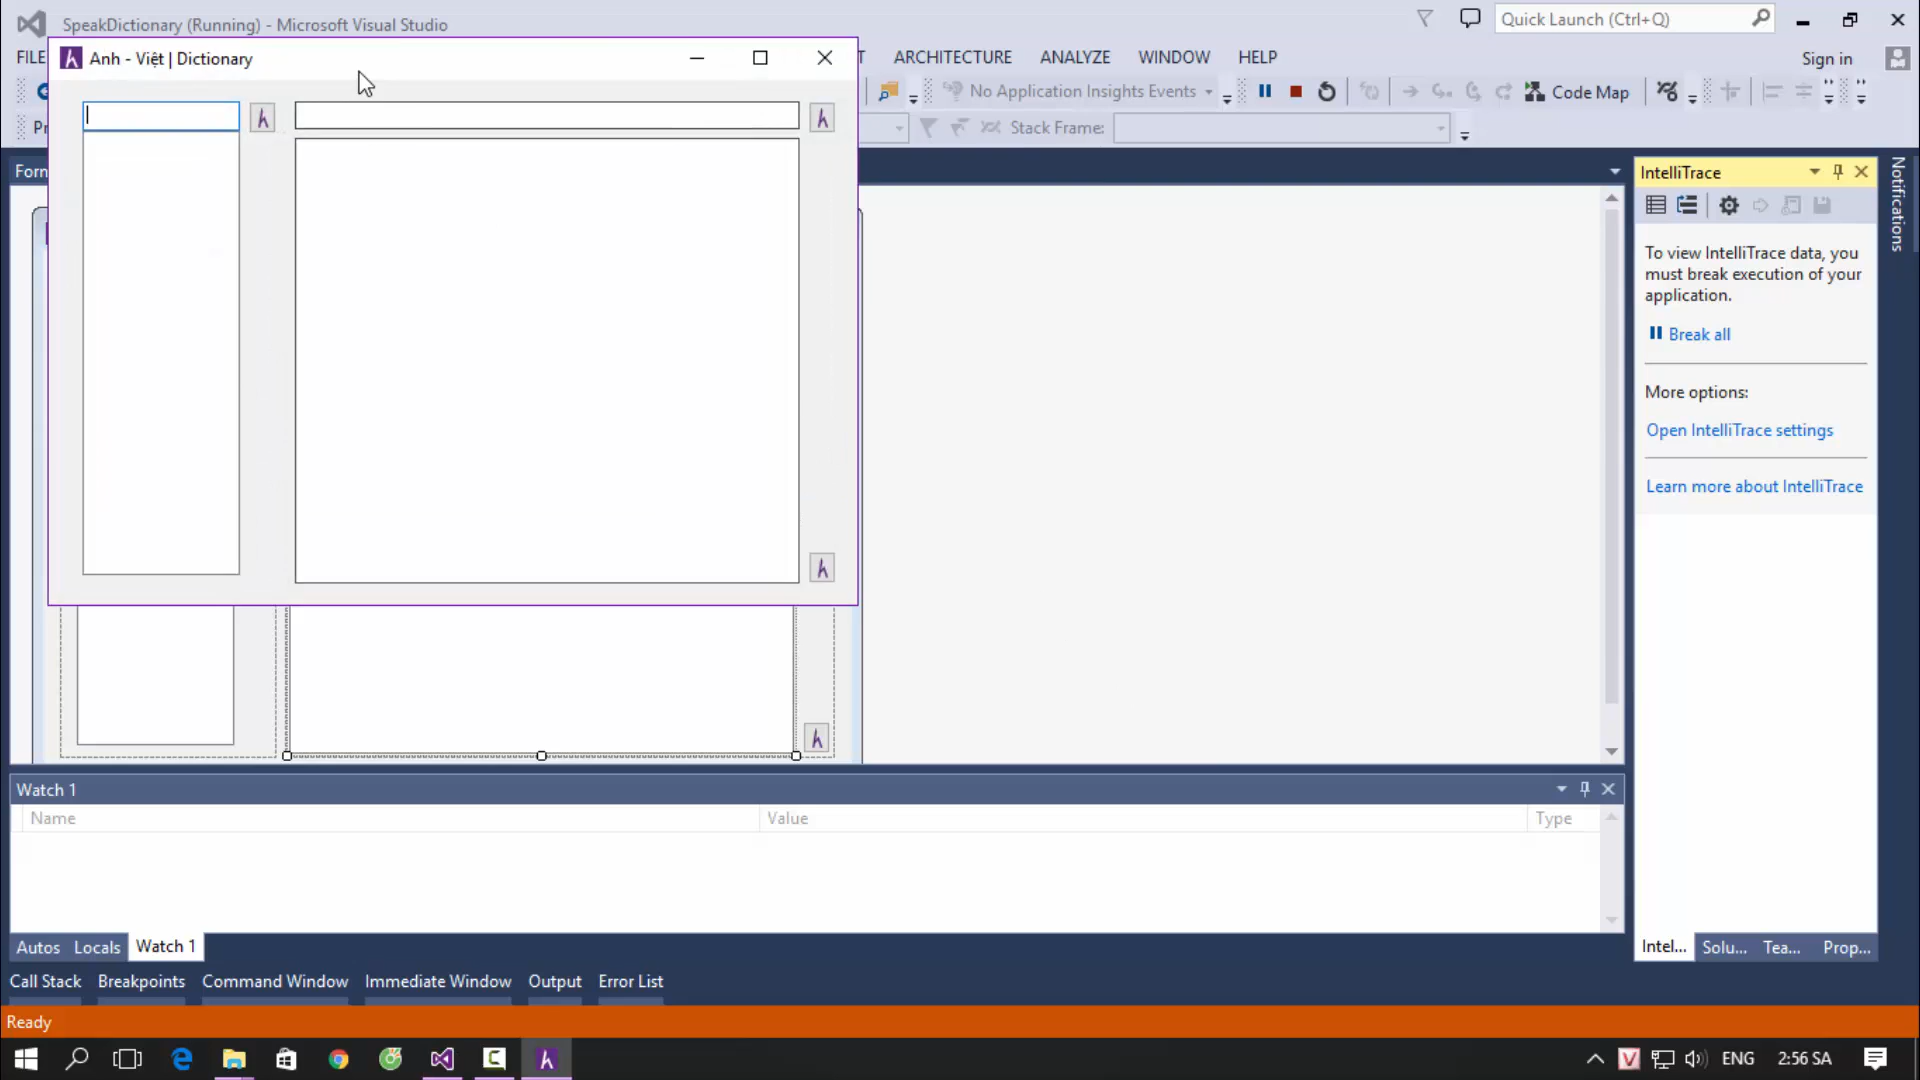 SpeakDictionary (Running) - Microsoft Visual Studio
Quick Launch (Ctrl+Q)
FILE
ARCHITECTURE ANALYZE WINDOW HELP
Sign in
Anh - Việt | Dictionary
No Application Insights Events
Code Map
Stack Frame:
IntelliTrace
Notifications
To view IntelliTrace data, you
must break execution of your
application.
Break all
More options:
Open IntelliTrace settings
Learn more about IntelliTrace
Watch 1
Name Value Type
Autos Locals Watch 1
Intel... Solu... Tea... Prop...
Call Stack Breakpoints Command Window Immediate Window Output Error List
Ready
ENG 2:56 SA